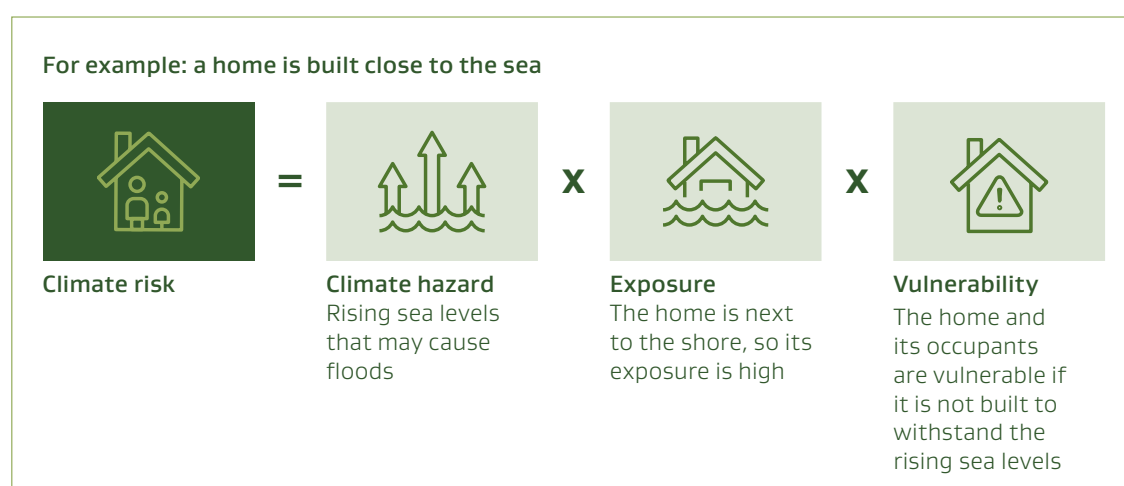 For example: a home is built close to the sea
=
X
X
Climate risk
Climate hazard
Rising sea levels
that may cause
floods
Exposure
The home is next
to the shore, so its
exposure is high
Vulnerability
The home and
its occupants
are vulnerable if
it is not built to
withstand the
rising sea levels